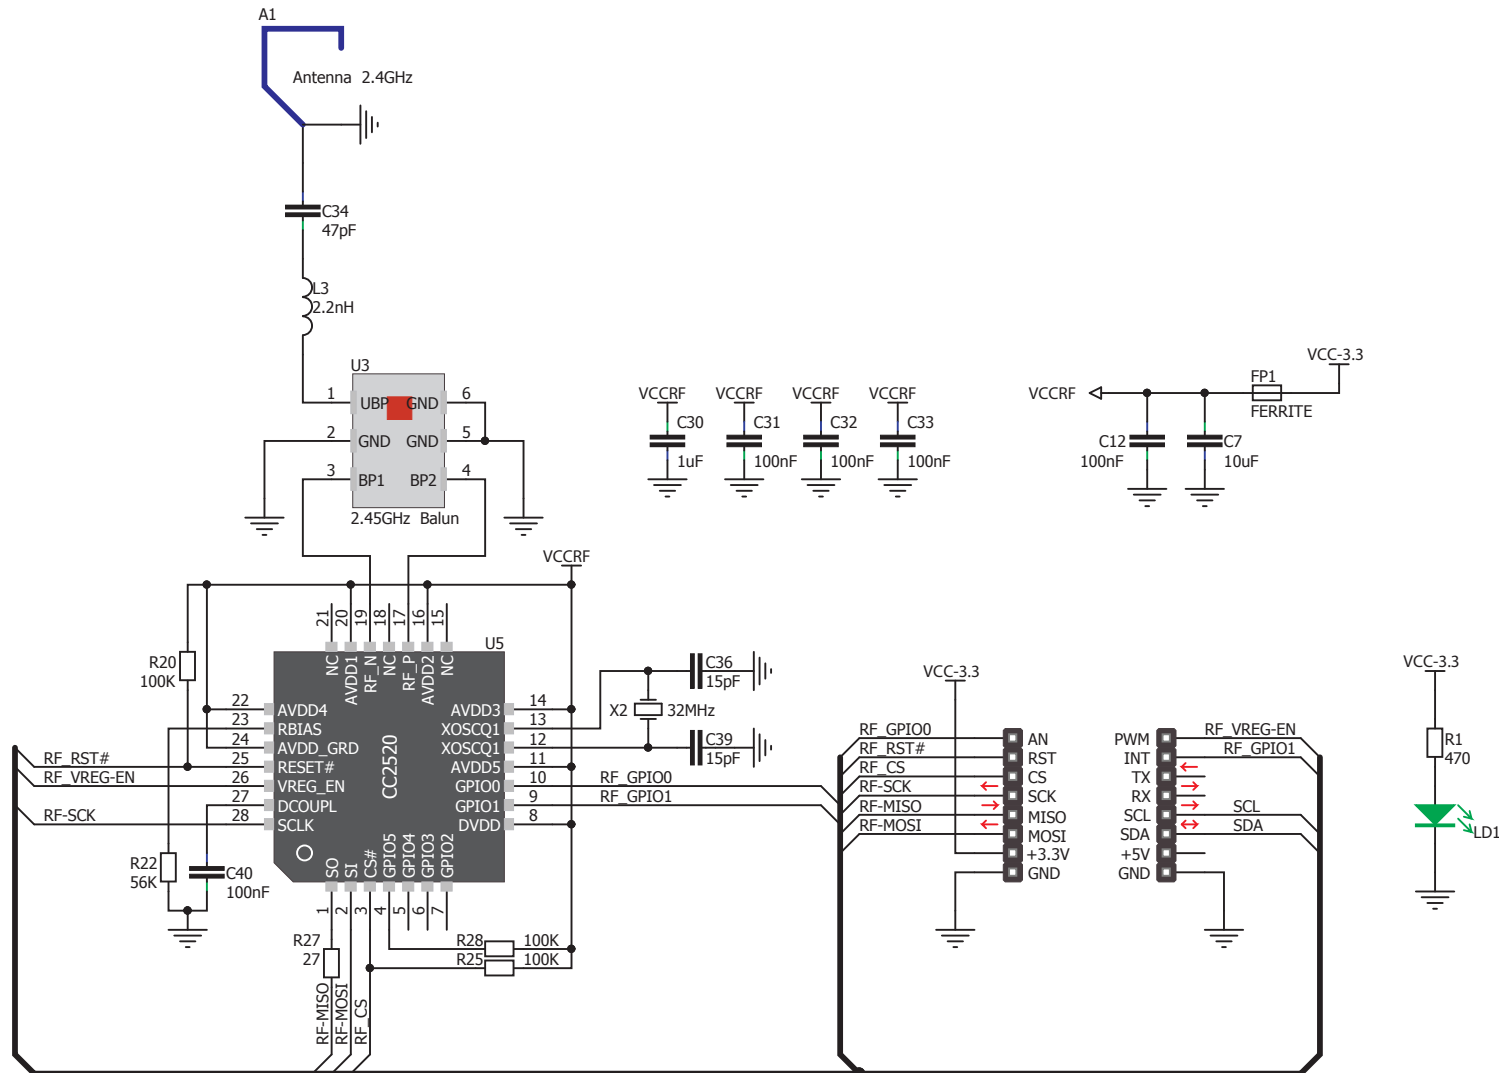 A1
Antenna 2.4GHz
C34
47pF
L3
2.2nH
U3
1 UBP GND 6
2 GND GND 5
3 BP1 BP2 4
2.45GHz Balun
VCCRF VCCRF VCCRF VCCRF
C30 C31 C32 C33
1uF 100nF 100nF 100nF
VCC-3.3
FP1
VCCRF
FERRITE
C12 C7
100nF 10uF
VCCRF
21 20 19 18 17 16 15
NC AVDD1 RF_N NC RF_P AVDD2 NC
U5
R20
100K
22 AVDD4
23 RBIAS
24 AVDD_GRD
25 RESET#
26 VREG_EN
27 DCOUPL
28 SCLK
CC2520
AVDD3 14
XOSCQ1 13
XOSCQ1 12
AVDD5 11
GPIO0 10
GPIO1 9
DVDD 8
RF_RST#
RF_VREG-EN
RF-SCK
C36
15pF
X2 32MHz
C39
15pF
RF_GPIO0
RF_GPIO1
R22
56K
C40
100nF
SO SI CS# GPIO5 GPIO4 GPIO3 GPIO2
1 2 3 4 5 6 7
R27
27
R28 100K
R25 100K
RF-MISO
RF-MOSI
RF_CS
VCC-3.3
RF_GPIO0 AN
RF_RST# RST
RF_CS CS
RF-SCK SCK
RF-MISO MISO
RF-MOSI MOSI
+3.3V
GND
PWM RF_VREG-EN
INT RF_GPIO1
TX
RX
SCL SCL
SDA SDA
+5V
GND
VCC-3.3
R1
470
LD1